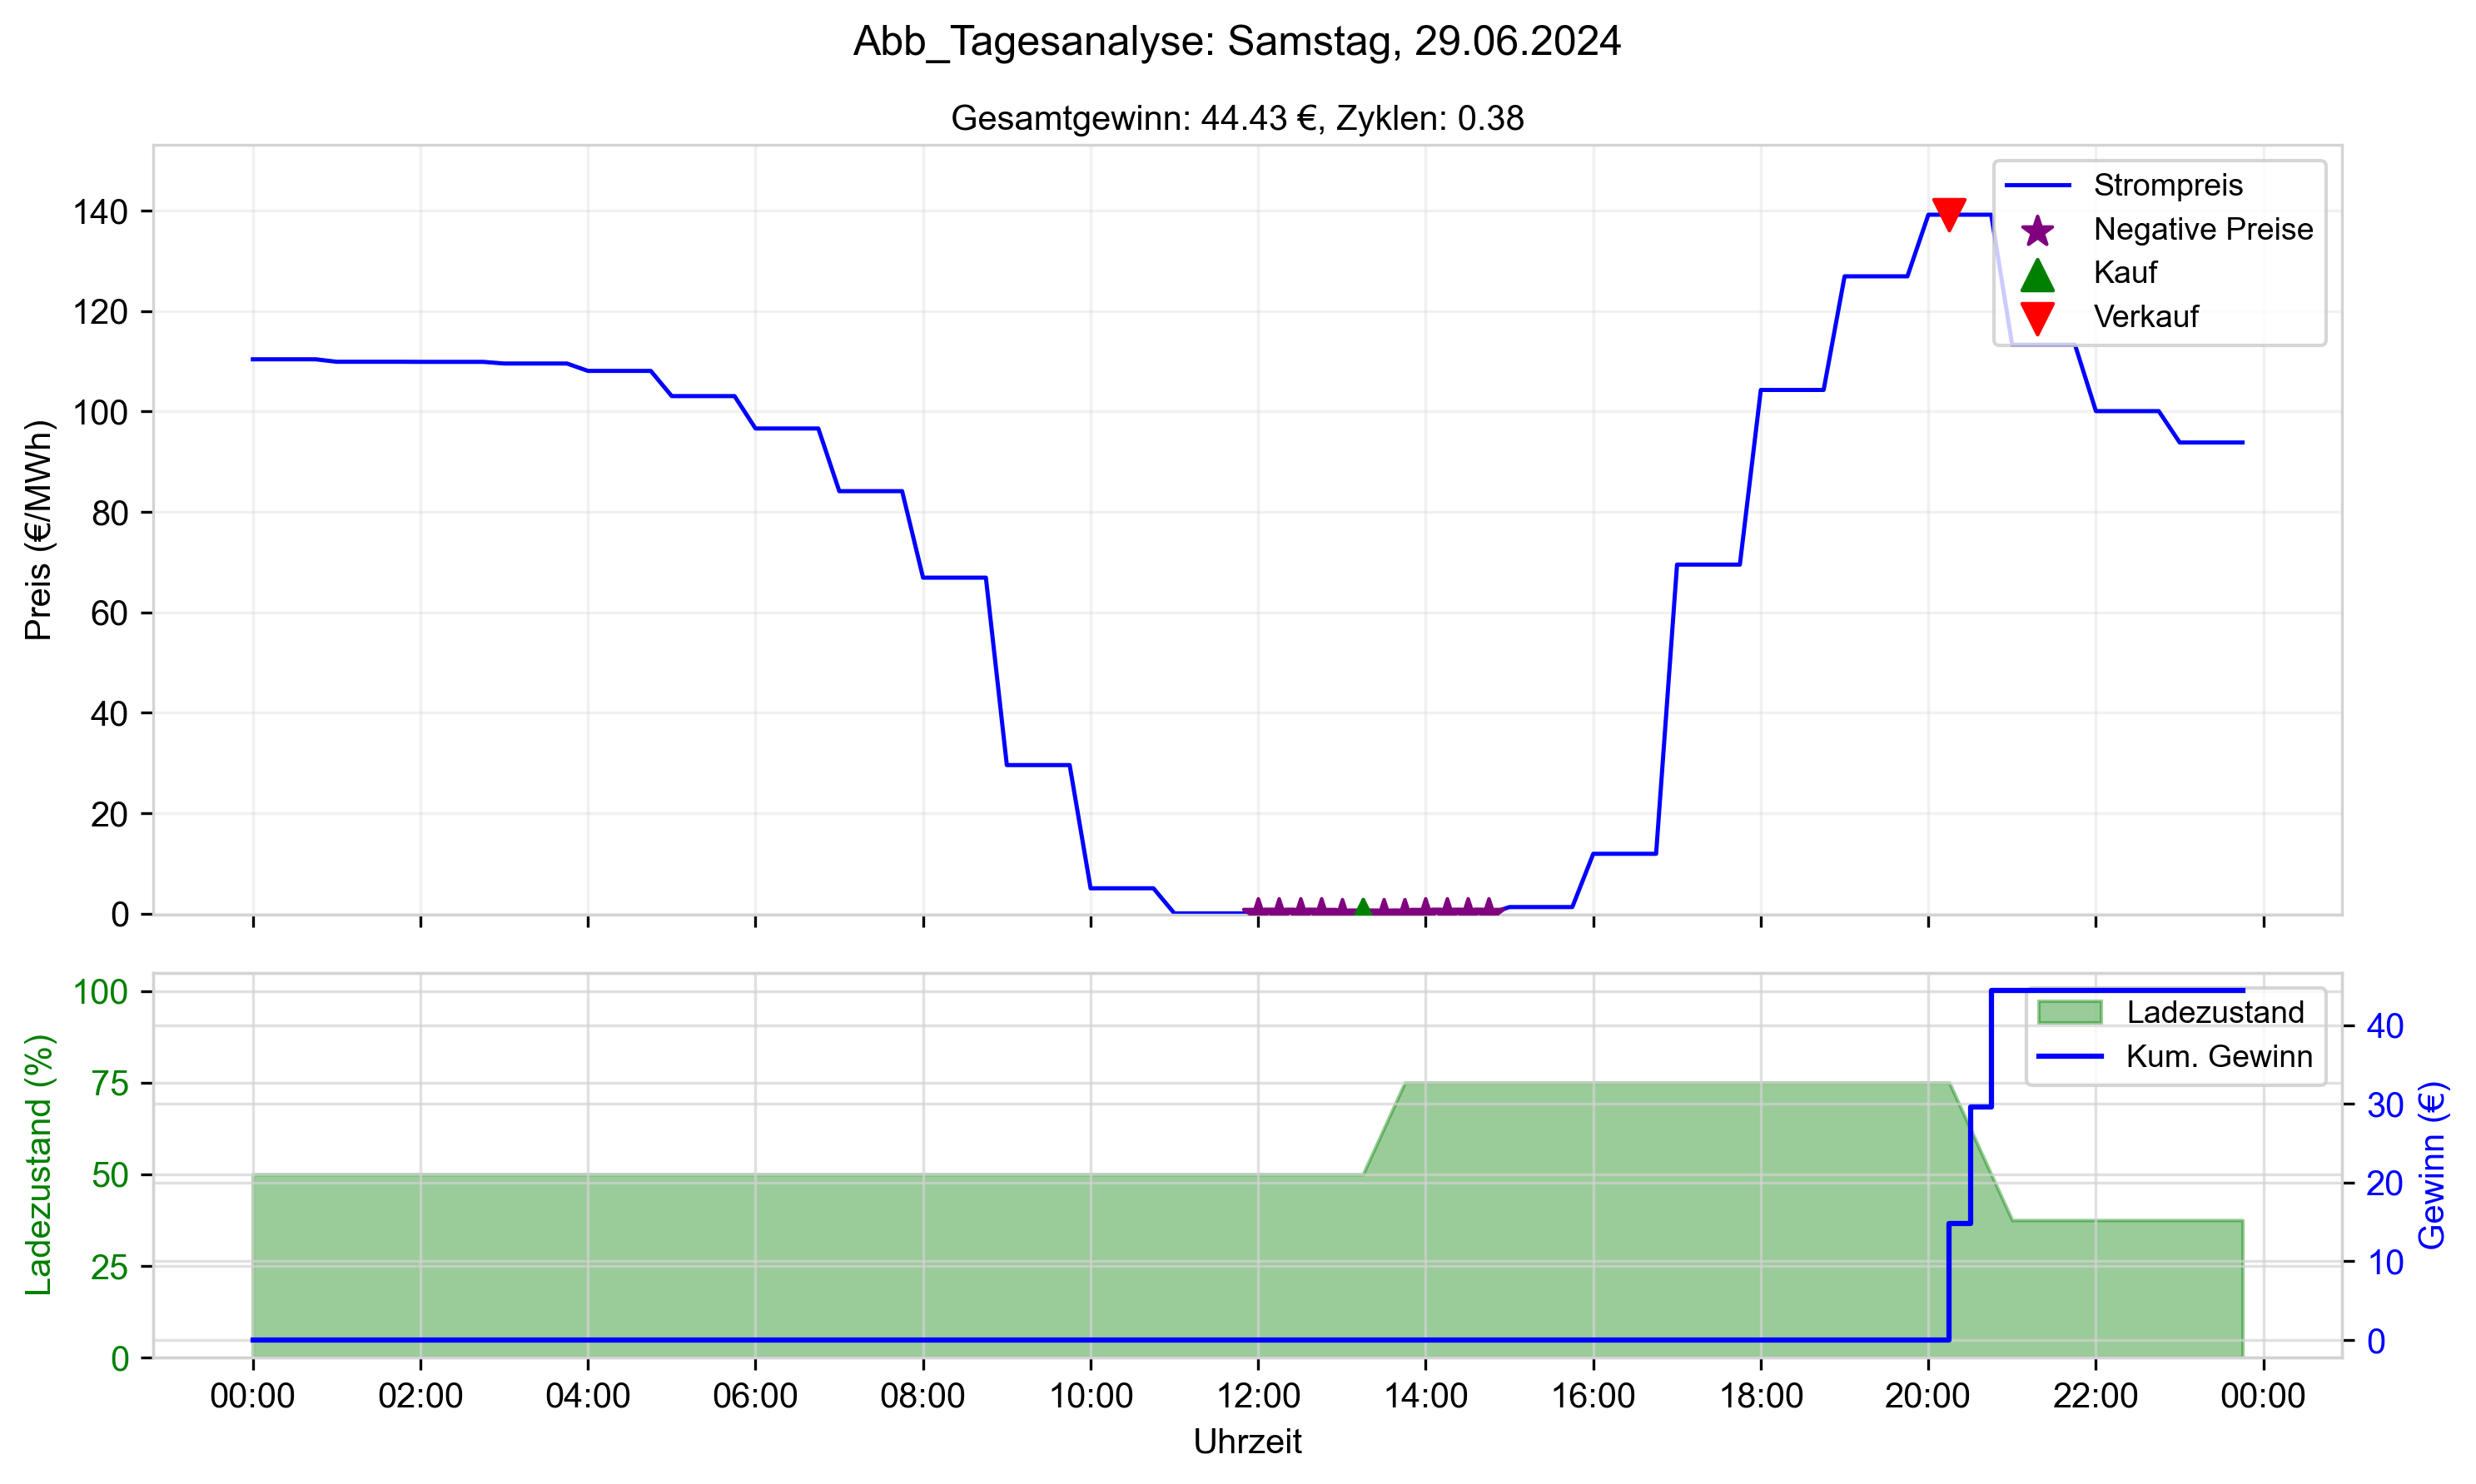 Abb_Tagesanalyse: Samstag, 29.06.2024
Gesamtgewinn: 44.43 €, Zyklen: 0.38
Preis (€/MWh)
140
120
100
80
60
40
20
0
Strompreis
Negative Preise
Kauf
Verkauf
Ladezustand (%)
100
75
50
25
0
Ladezustand
Kum. Gewinn
40
30
20
10
0
Gewinn (€)
00:00 02:00 04:00 06:00 08:00 10:00 12:00 14:00 16:00 18:00 20:00 22:00 00:00
Uhrzeit